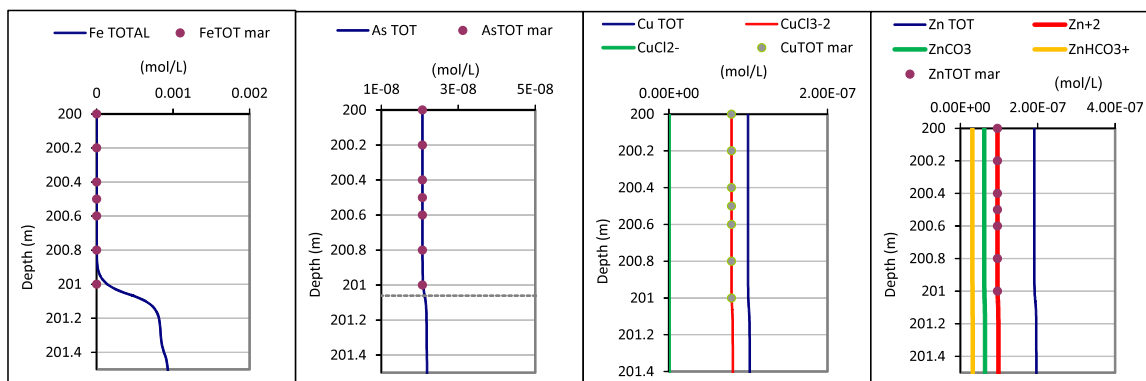 Fe TOTAL FeTOT mar
(mol/L)
0 0.001 0.002
200
200.2
200.4
200.6
200.8
201
201.2
201.4
Depth (m)
As TOT AsTOT mar
(mol/L)
1E-08 3E-08 5E-08
200
200.2
200.4
200.6
200.8
201
201.2
201.4
Depth (m)
Cu TOT CuCl3-2
CuCl2- CuTOT mar
(mol/L)
0.00E+00 2.00E-07
200
200.2
200.4
200.6
200.8
201
201.2
201.4
Depth (m)
Zn TOT Zn+2
ZnCO3 ZnHCO3+
ZnTOT mar
(mol/L)
0.00E+00 2.00E-07 4.00E-07
200
200.2
200.4
200.6
200.8
201
201.2
201.4
Depth (m)